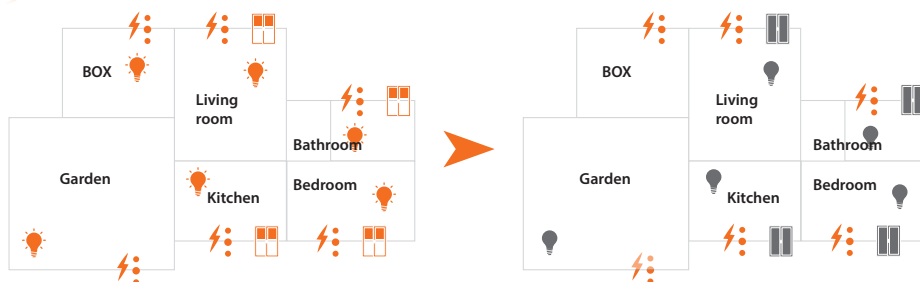 BOX
Living
room
Bathroom
Garden
Kitchen
Bedroom
BOX
Living
room
Bathroom
Garden
Kitchen
Bedroom